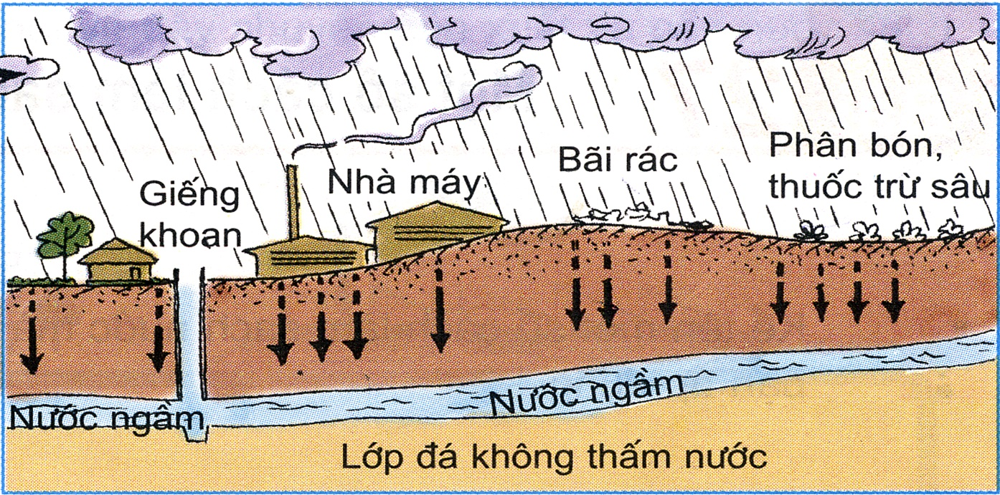 Phân bón,
thuốc trừ sâu
Bãi rác
Nhà máy
Giếng
khoan
Nước ngầm
Nước ngầm
Lớp đá không thấm nước